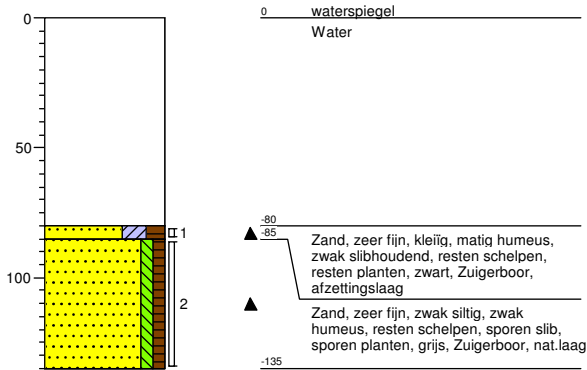 0
50
100
1
2
0
waterspiegel
Water
-80
-85
Zand, zeer fijn, kleiïg, matig humeus,
zwak slibhoudend, resten schelpen,
resten planten, zwart, Zuigerboor,
afzettingslaag
Zand, zeer fijn, zwak siltig, zwak
humeus, resten schelpen, sporen slib,
sporen planten, grijs, Zuigerboor, nat.laag
-135